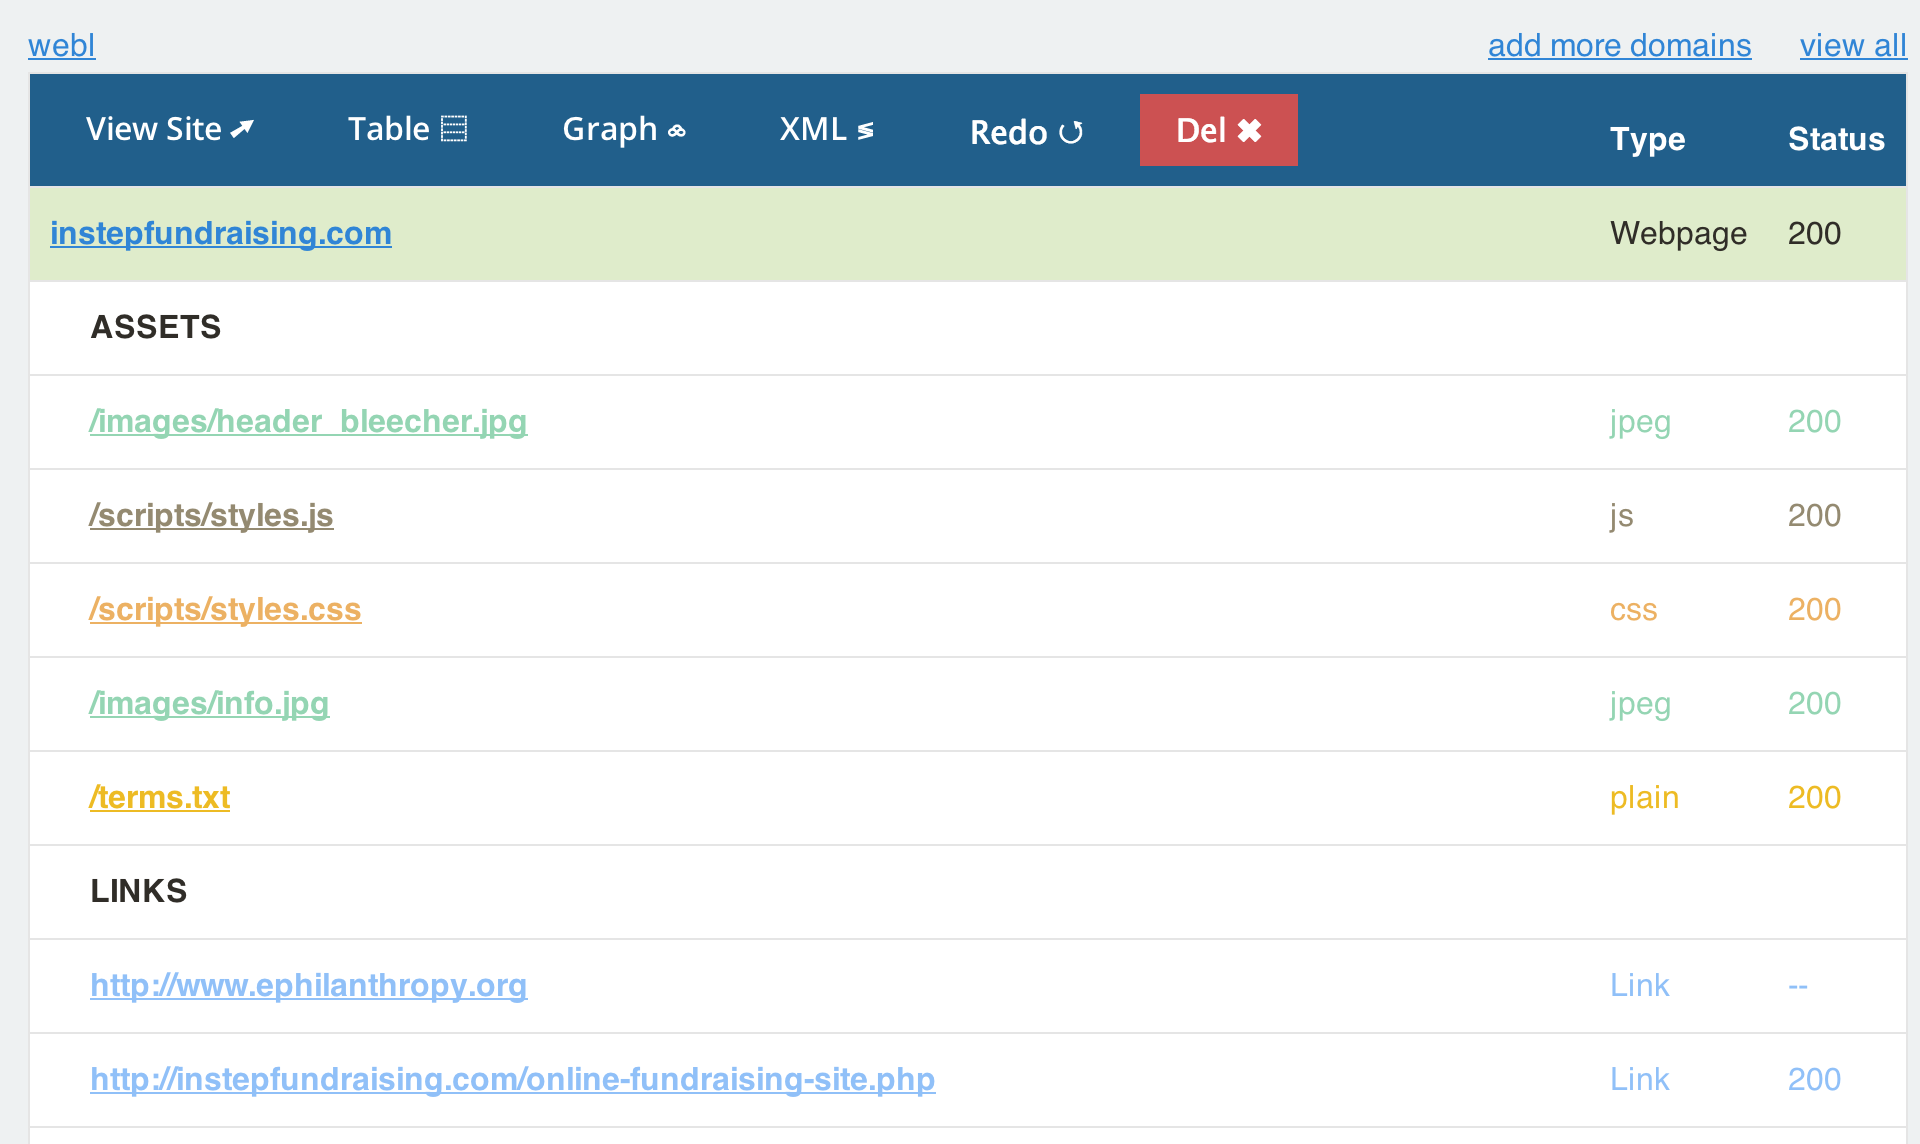 webl add more domains view all
View Site Table Graph XML Redo Del ✖ Type Status
instepfundraising.com Webpage 200
ASSETS
/images/header_bleecher.jpg jpeg 200
/scripts/styles.js js 200
/scripts/styles.css css 200
/images/info.jpg jpeg 200
/terms.txt plain 200
LINKS
http://www.ephilanthropy.org Link --
http://instepfundraising.com/online-fundraising-site.php Link 200